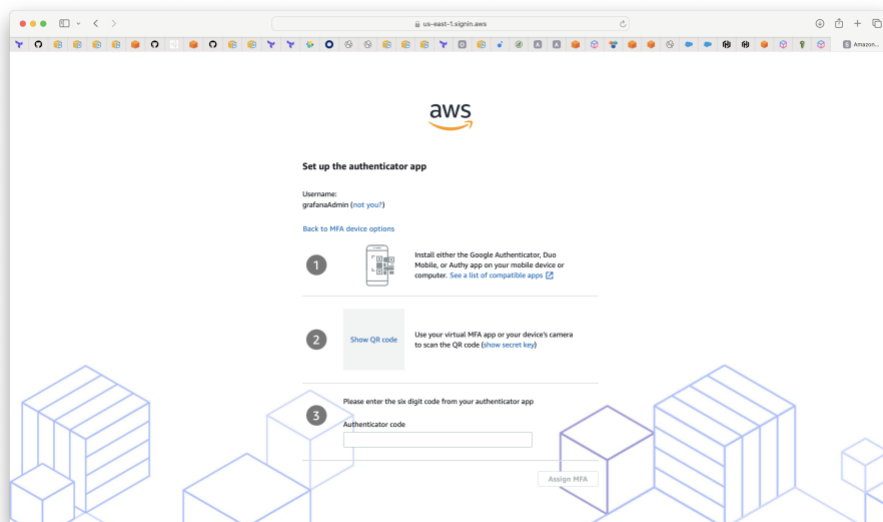 us-east-1.signin.aws
Amazon...
aws
Set up the authenticator app
Username:
grafanaAdmin (not you?)
Back to MFA device options
1
Install either the Google Authenticator, Duo
Mobile, or Authy app on your mobile device or
computer. See a list of compatible apps
2
Show QR code
Use your virtual MFA app or your device's camera
to scan the QR code (show secret key)
3
Please enter the six digit code from your authenticator app
Authenticator code
Assign MFA